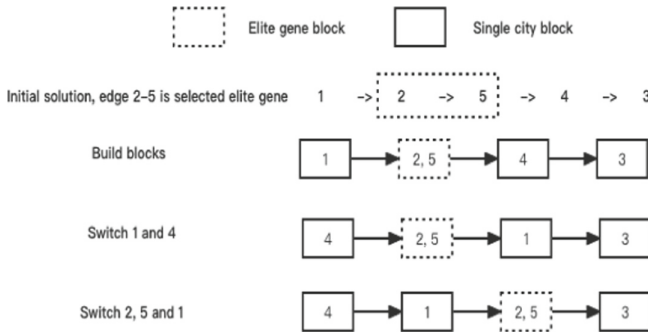 Elite gene block Single city block
Initial solution, edge 2–5 is selected elite gene 1 -> 2 -> 5 -> 4 -> 3
Build blocks 1 2, 5 4 3
Switch 1 and 4 4 2, 5 1 3
Switch 2, 5 and 1 4 1 2, 5 3